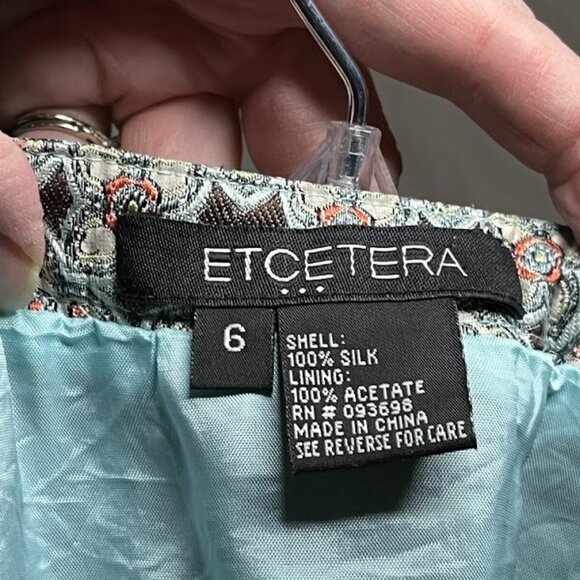 ETCETERA
...
6
SHELL:
100% SILK
LINING:
100% ACETATE
RN # 093698
MADE IN CHINA
SEE REVERSE FOR CARE